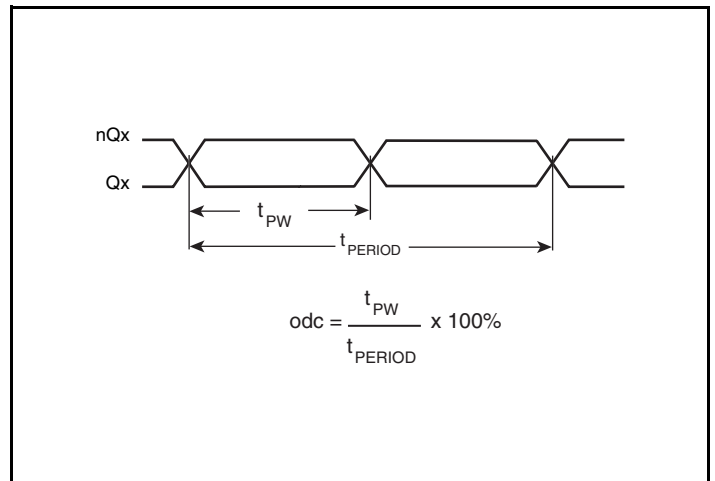 nQx
Qx
tPW
tPERIOD
odc = tPW / tPERIOD x 100%